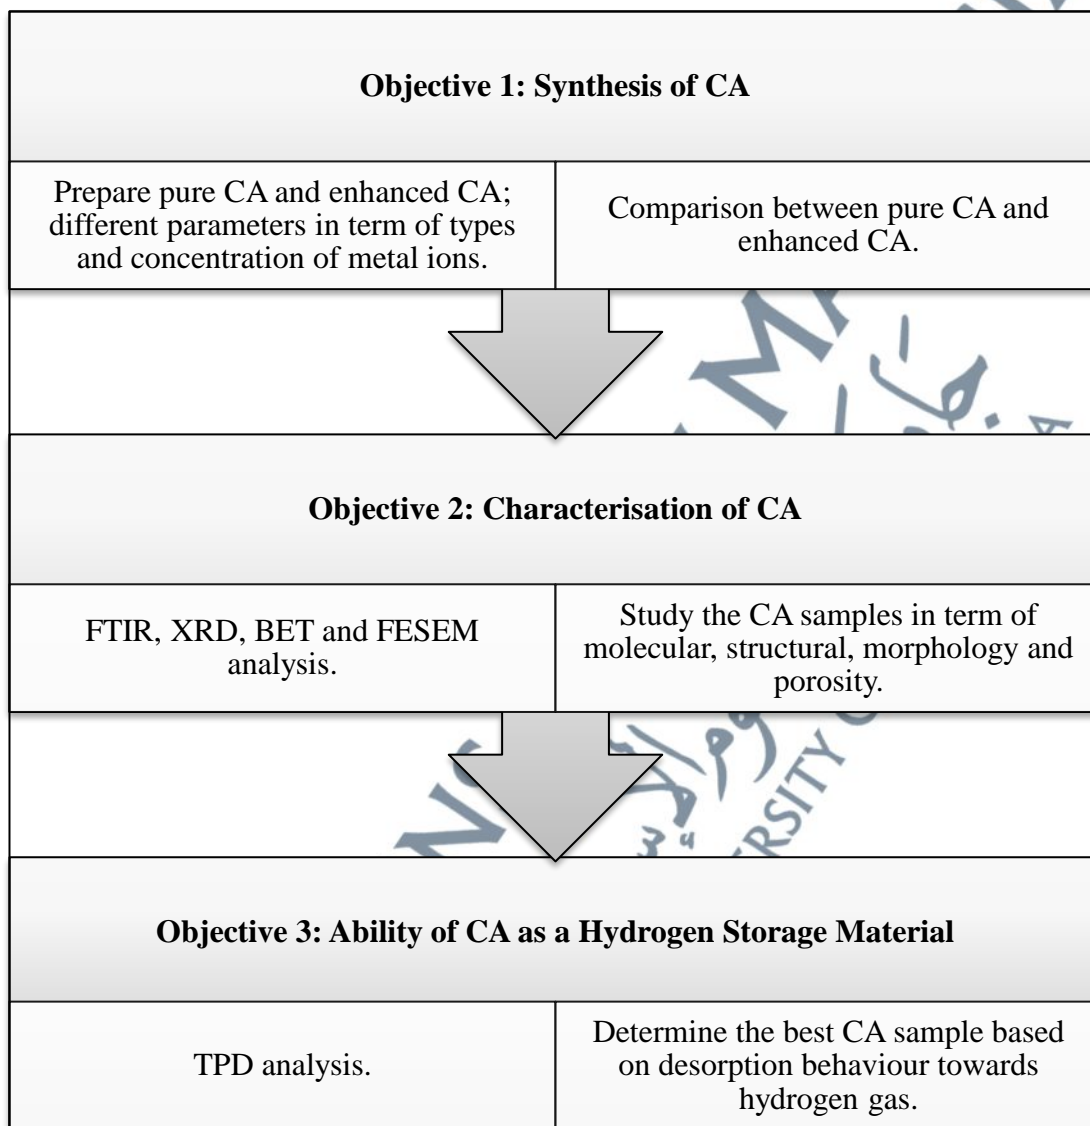 Objective 1: Synthesis of CA
Prepare pure CA and enhanced CA;
different parameters in term of types
and concentration of metal ions.
Comparison between pure CA and
enhanced CA.
Objective 2: Characterisation of CA
FTIR, XRD, BET and FESEM
analysis.
Study the CA samples in term of
molecular, structural, morphology and
porosity.
Objective 3: Ability of CA as a Hydrogen Storage Material
TPD analysis.
Determine the best CA sample based
on desorption behaviour towards
hydrogen gas.